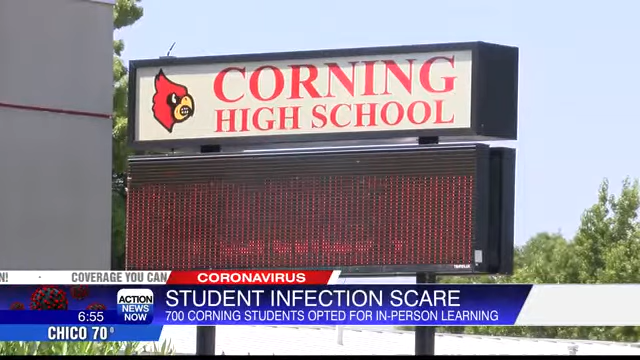 CORNING
HIGH SCHOOL
N!
COVERAGE YOU CAN
CORONAVIRUS
6:55
ACTION
NEWS
NOW
STUDENT INFECTION SCARE
700 CORNING STUDENTS OPTED FOR IN-PERSON LEARNING
CHICO 70°